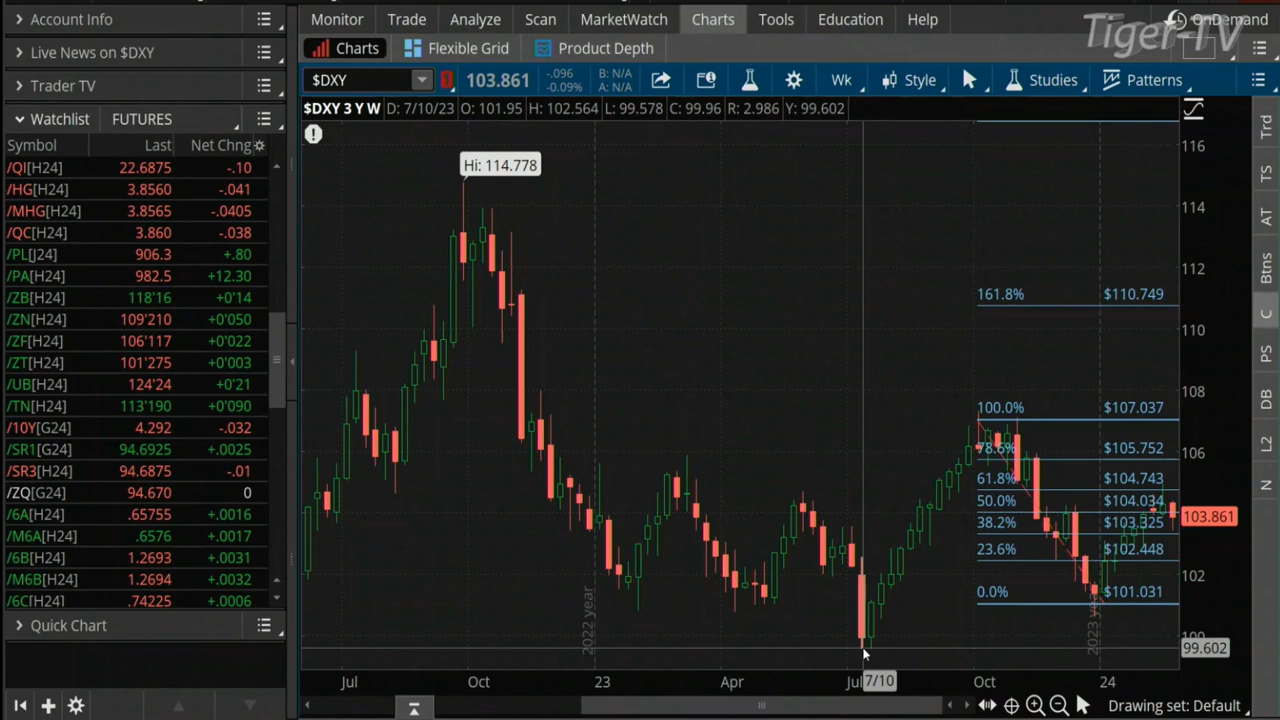 Account Info
Live News on $DXY
Trader TV
Watchlist FUTURES
Symbol Last Net Chng
/QI[H24] 22.6875 -.10
/HG[H24] 3.8560 -.041
/MHG[H24] 3.8565 -.0405
/QC[H24] 3.860 -.038
/PL[J24] 906.3 +.80
/PA[H24] 982.5 +12.30
/ZB[H24] 118'16 +0'14
/ZN[H24] 109'210 +0'050
/ZF[H24] 106'117 +0'022
/ZT[H24] 101'275 +0'003
/UB[H24] 124'24 +0'21
/TN[H24] 113'190 +0'090
/10Y[G24] 4.292 -.032
/SR1[G24] 94.6925 +.0025
/SR3[H24] 94.6875 -.01
/ZQ[G24] 94.670 0
/6A[H24] .65755 +.0016
/M6A[H24] .6576 +.0017
/6B[H24] 1.2693 +.0031
/M6B[H24] 1.2694 +.0032
/6C[H24] .74225 +.0006
Quick Chart
Monitor Trade Analyze Scan MarketWatch Charts Tools Education Help
Tiger-TV
OnDemand
Charts Flexible Grid Product Depth
$DXY 103.861 -.096 -0.09% B: N/A A: N/A Wk Style Studies Patterns
$DXY 3 Y W D: 7/10/23 O: 101.95 H: 102.564 L: 99.578 C: 99.96 R: 2.986 Y: 99.602
Hi: 114.778
116
114
112
161.8% $110.749
110
108
100.0% $107.037
106
78.6% $105.752
61.8% $104.743
50.0% $104.034
103.861
38.2% $103.325
23.6% $102.448
102
0.0% $101.031
100
99.602
2022 year
2023 year
Jul Oct 23 Apr Jul 7/10 Oct 24
Drawing set: Default
Trd
TS
AT
Btns
C
PS
DB
L2
N